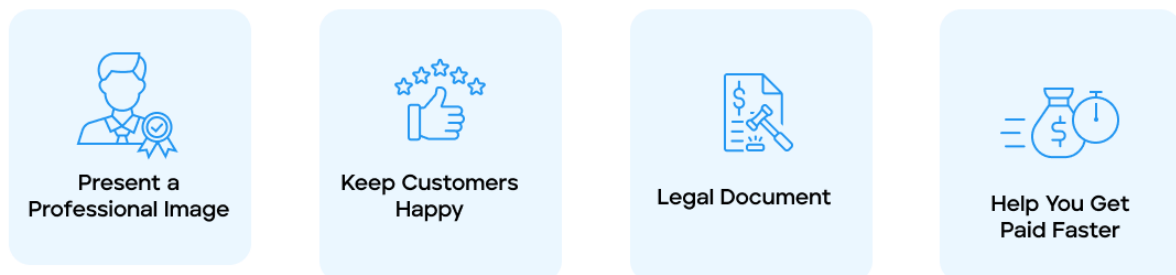 Present a
Professional Image
Keep Customers
Happy
Legal Document
Help You Get
Paid Faster